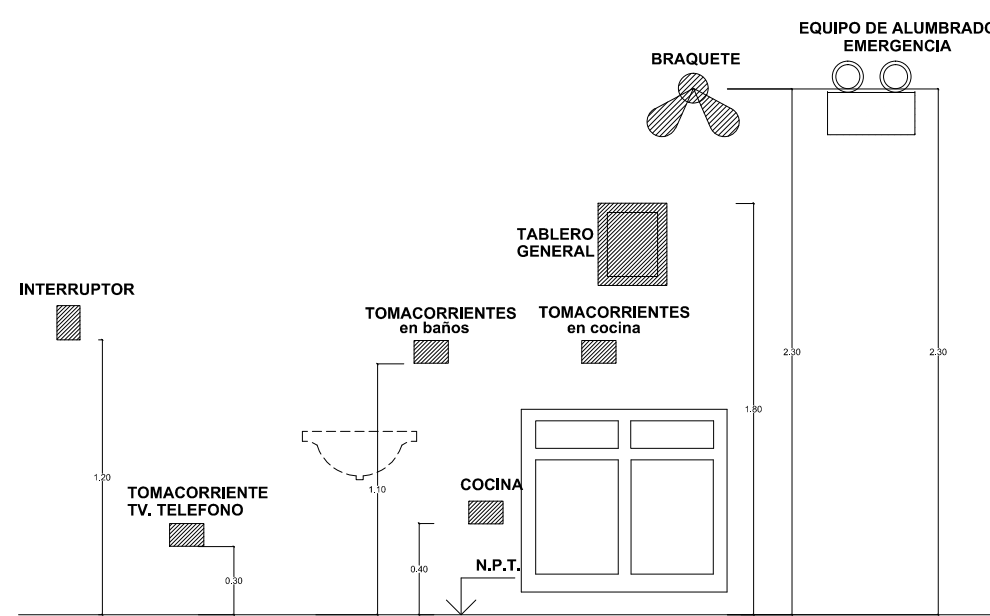 EQUIPO DE ALUMBRADO
EMERGENCIA
BRAQUETE
TABLERO
GENERAL
INTERRUPTOR
TOMACORRIENTES
en baños
TOMACORRIENTES
en cocina
2.30
2.30
1.80
1.20
1.10
COCINA
TOMACORRIENTE
TV. TELEFONO
N.P.T.
0.40
0.30